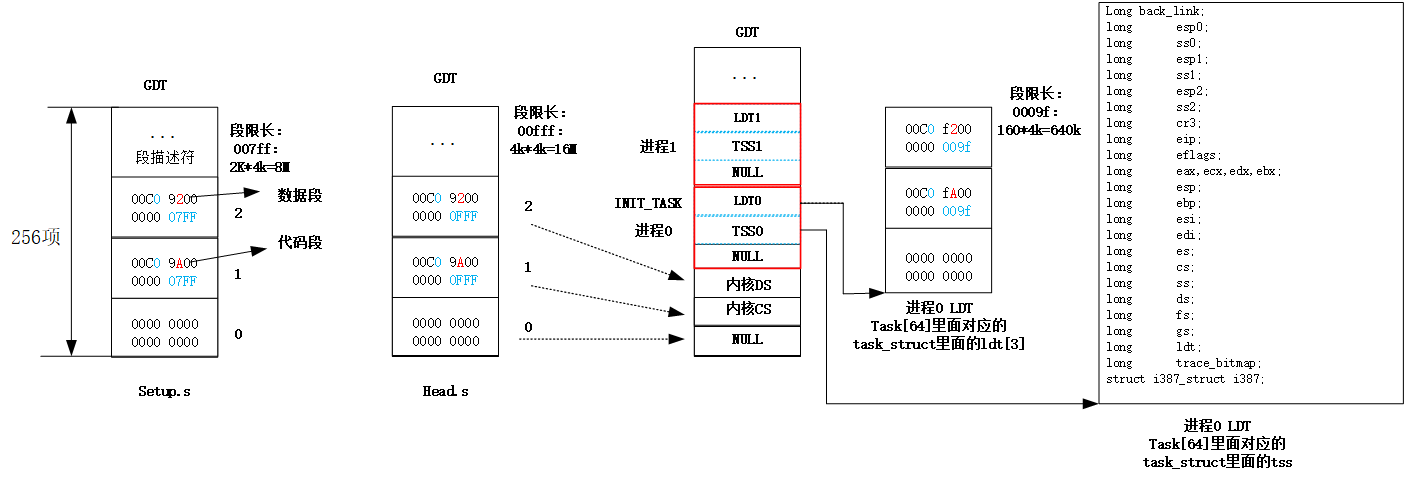 GDT
256项
...
段描述符
00C0 9200
0000 07FF
00C0 9A00
0000 07FF
0000 0000
0000 0000
段限长：
007ff：
2K*4k=8M
数据段
2
代码段
1
0
Setup.s
GDT
...
00C0 9200
0000 0FFF
00C0 9A00
0000 0FFF
0000 0000
0000 0000
段限长：
00fff：
4k*4k=16M
2
1
0
Head.s
GDT
...
LDT1
TSS1
NULL
LDT0
TSS0
NULL
内核DS
内核CS
NULL
进程1
INIT_TASK
进程0
00C0 f200
0000 009f
00C0 fA00
0000 009f
0000 0000
0000 0000
段限长：
0009f：
160*4k=640k
进程0 LDT
Task[64]里面对应的
task_struct里面的ldt[3]
Long back_link;
long esp0;
long ss0;
long esp1;
long ss1;
long esp2;
long ss2;
long cr3;
long eip;
long eflags;
long eax,ecx,edx,ebx;
long esp;
long ebp;
long esi;
long edi;
long es;
long cs;
long ss;
long ds;
long fs;
long gs;
long ldt;
long trace_bitmap;
struct i387_struct i387;
进程0 LDT
Task[64]里面对应的
task_struct里面的tss